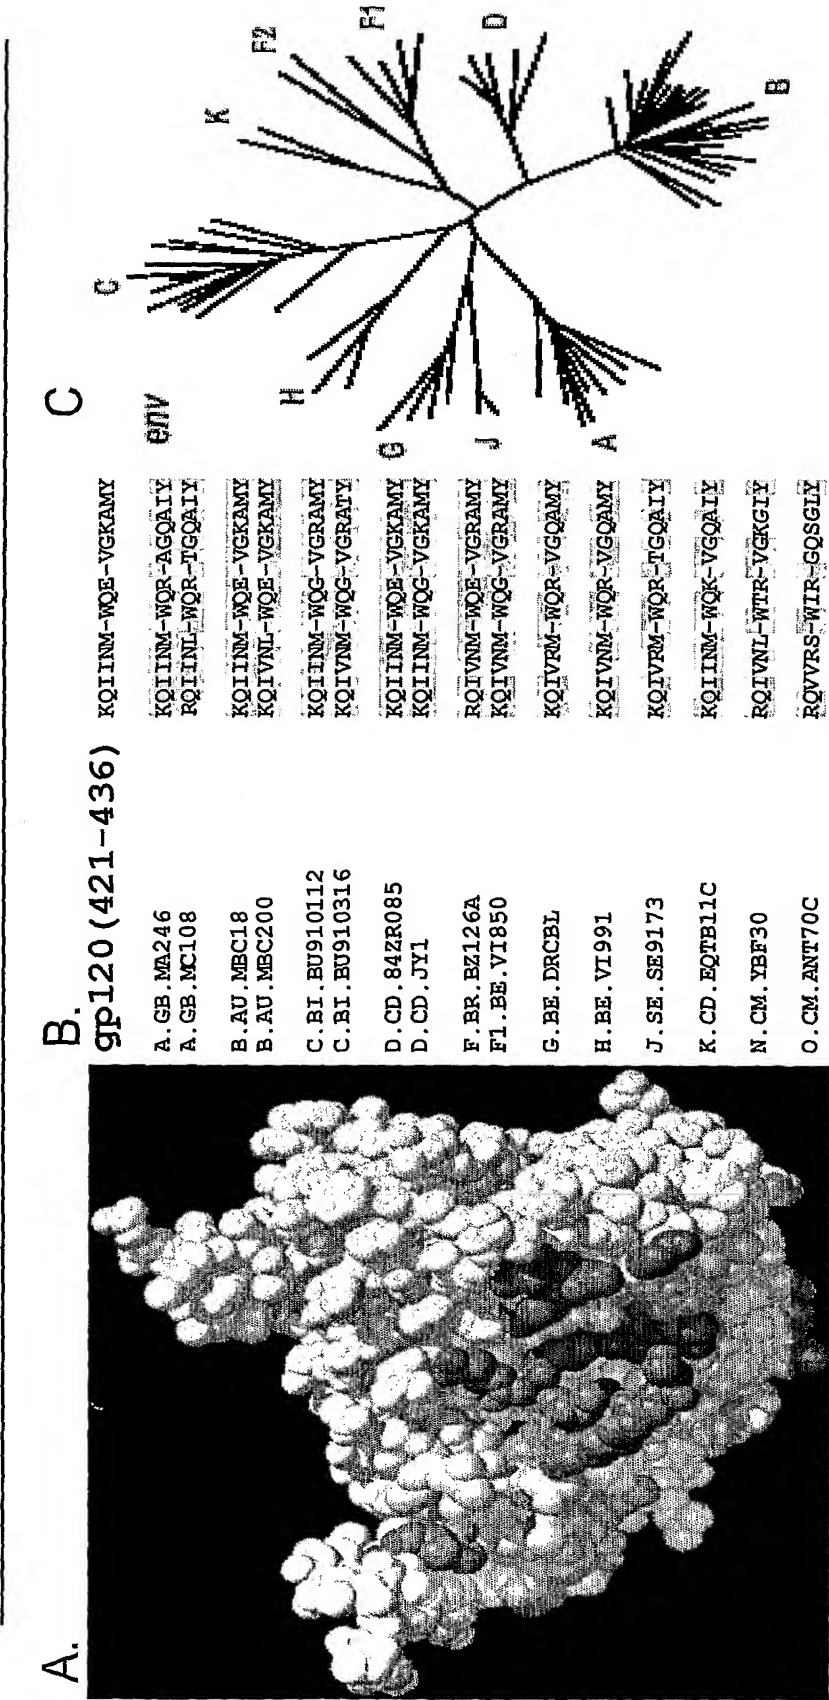 A.
B.
gp120 (421-436) KQIINM-WQE-VGKAMY
A.GB.MA246 KQIINM-WQR-AGQAIY
A.GB.MC108 RQIINL-WQR-TGQAIY
B.AU.MBC18 KQIINM-WQE-VGKAMY
B.AU.MBC200 KQIVNL-WQE-VGKAMY
C.BI.BU910112 KQIINM-WQG-VGRAMY
C.BI.BU910316 KQIVNM-WQG-VGRATY
D.CD.84ZR085 KQIINM-WQE-VGKAMY
D.CD.JY1 KQIINM-WQG-VGKAMY
F.BR.BZ126A RQIVNM-WQE-VGRAMY
F1.BE.VI850 KQIVNM-WQG-VGRAMY
G.BE.DRCBL KQIVRM-WQR-VGQAMY
H.BE.VI991 KQIVNM-WQR-VGQAMY
J.SE.SE9173 KQIVRM-WQR-TGQAIY
K.CD.EQTB11C KQIINM-WQK-VGQAIY
N.CM.YBF30 RQIVNL-WTR-VGKGIY
O.CM.ANT70C RQVVRS-WIR-GQSGLY
C
env
C
K
F2
F1
D
B
H
G
J
A